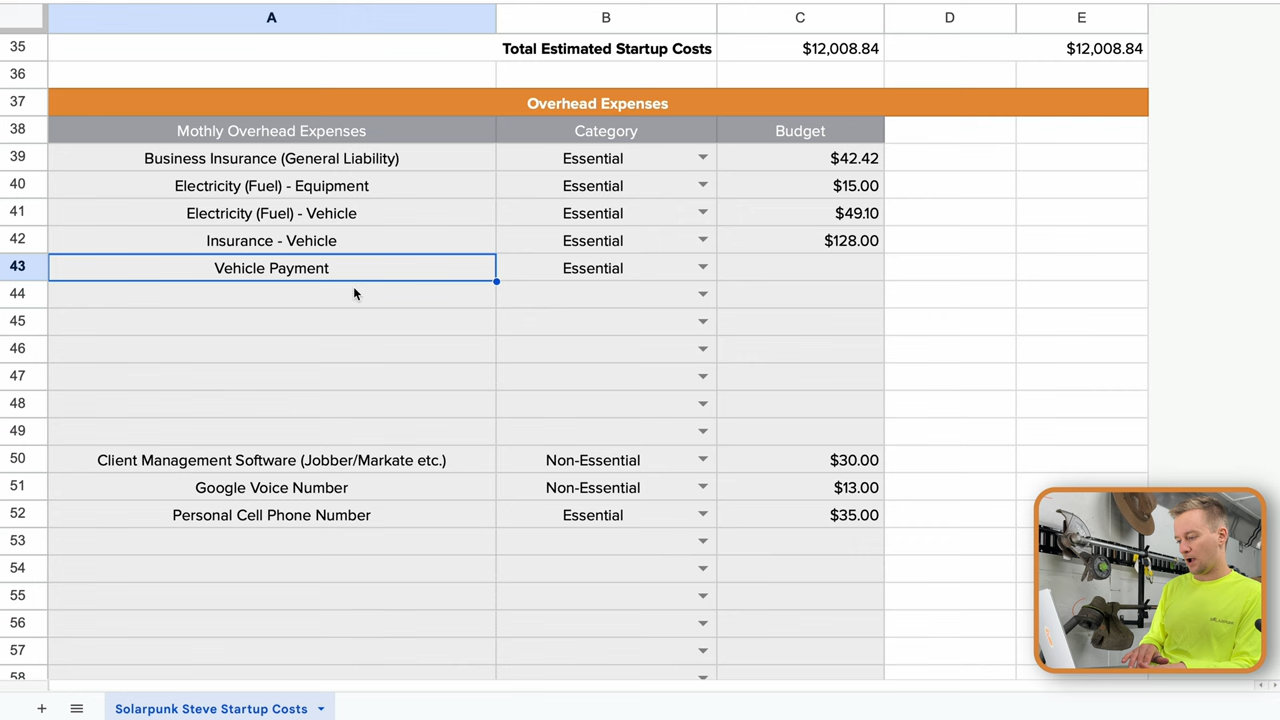 A B C D E
35 Total Estimated Startup Costs $12,008.84 $12,008.84
36
37 Overhead Expenses
38 Mothly Overhead Expenses Category Budget
39 Business Insurance (General Liability) Essential $42.42
40 Electricity (Fuel) - Equipment Essential $15.00
41 Electricity (Fuel) - Vehicle Essential $49.10
42 Insurance - Vehicle Essential $128.00
43 Vehicle Payment Essential
44
45
46
47
48
49
50 Client Management Software (Jobber/Markate etc.) Non-Essential $30.00
51 Google Voice Number Non-Essential $13.00
52 Personal Cell Phone Number Essential $35.00
53
54
55
56
57
58
Solarpunk Steve Startup Costs